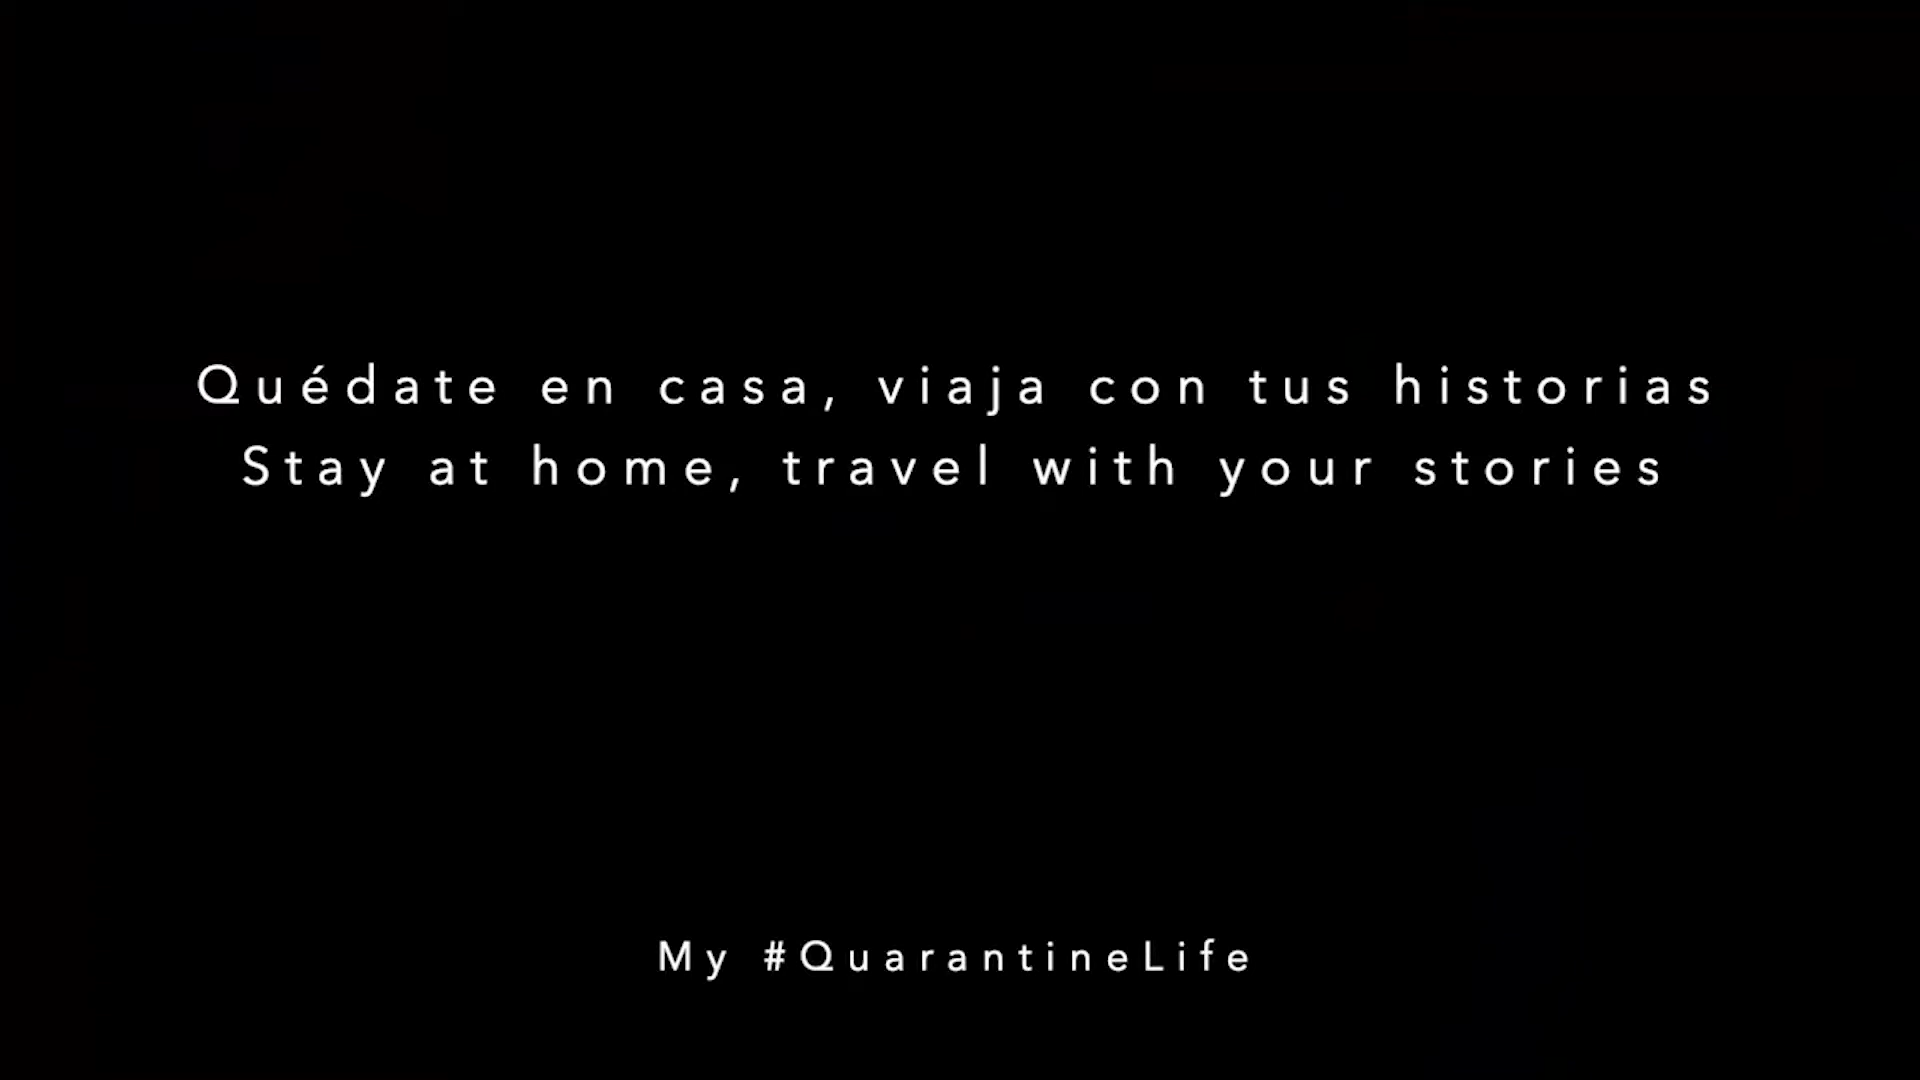 Quédate en casa, viaja con tus historias
Stay at home, travel with your stories
My #QuarantineLife